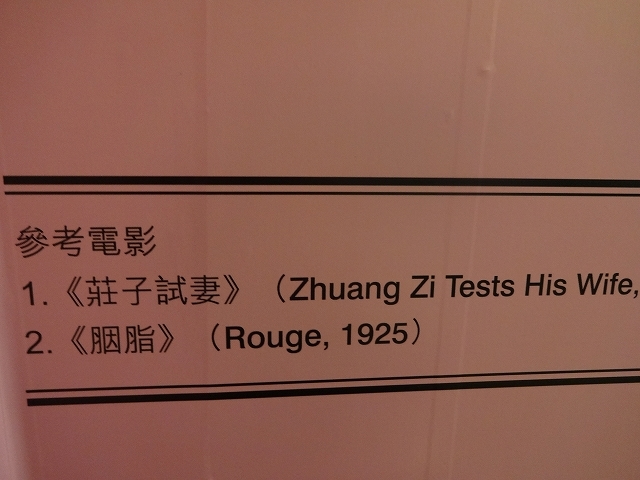 參考電影
1.《莊子試妻》（Zhuang Zi Tests His Wife,
2.《胭脂》（Rouge, 1925）